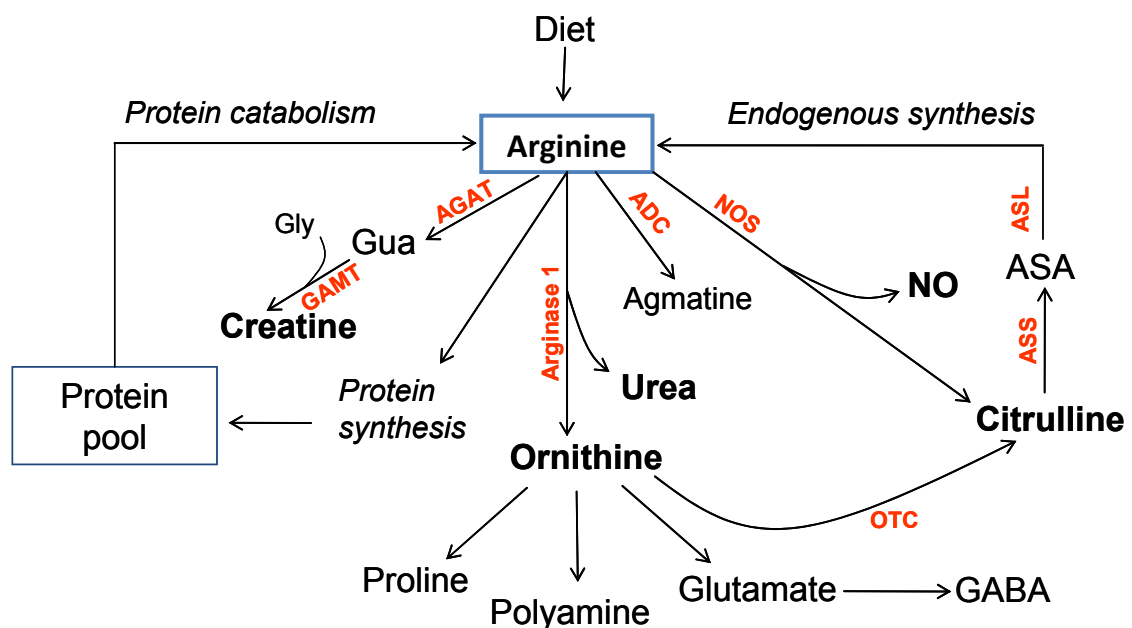 Diet
Protein catabolism
Endogenous synthesis
Arginine
AGAT
ADC
NOS
ASL
Gly
Gua
GAMT
Creatine
Arginase 1
Agmatine
NO
ASA
ASS
Urea
Protein
synthesis
Protein
pool
Citrulline
Ornithine
OTC
Proline
Polyamine
Glutamate
GABA